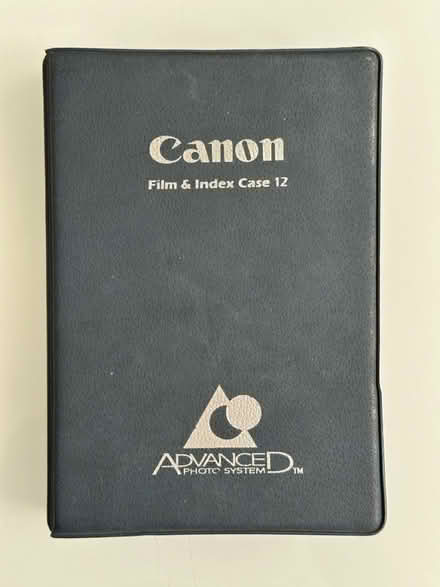 Canon
Film & Index Case 12
ADVANCED
PHOTO SYSTEM TM